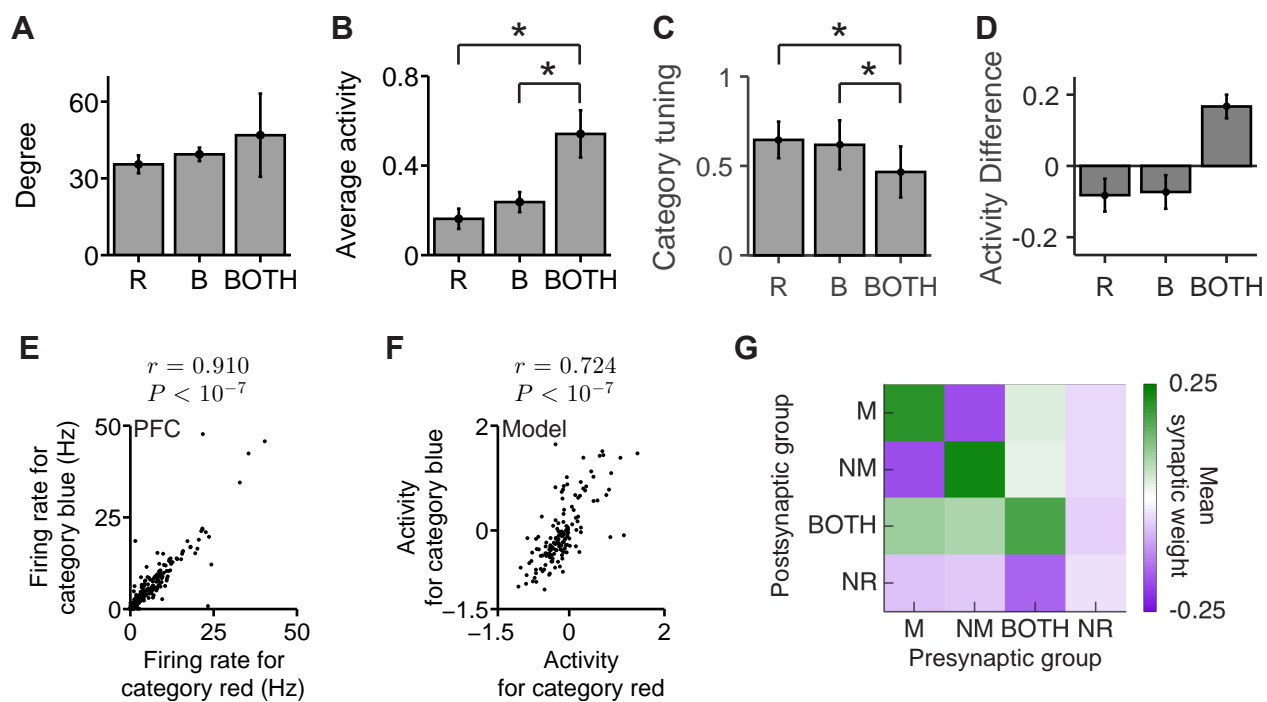 A
Degree
60
30
0
R B BOTH
B
Average activity
0.8
0.4
0
*
*
R B BOTH
C
Category tuning
1
0.5
0
*
*
R B BOTH
D
Activity Difference
0.2
0
-0.2
R B BOTH
E
r = 0.910
P < 10⁻⁷
PFC
Firing rate for
category blue (Hz)
50
25
0
0 25 50
Firing rate for
category red (Hz)
F
r = 0.724
P < 10⁻⁷
Model
Activity
for category blue
2
0
−1.5
−1.5 0 2
Activity
for category red
G
Postsynaptic group
M
NM
BOTH
NR
M NM BOTH NR
Presynaptic group
0.25
-0.25
Mean
synaptic weight